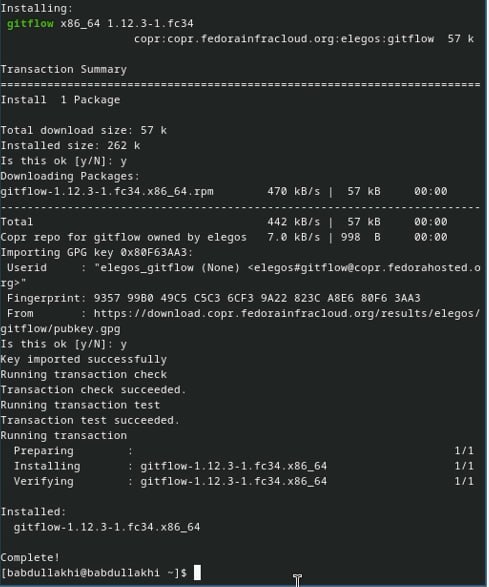 Installing:
gitflow x86_64 1.12.3-1.fc34
copr:copr.fedorainfracloud.org:elegos:gitflow 57 k
Transaction Summary
================================================================
Install 1 Package
Total download size: 57 k
Installed size: 262 k
Is this ok [y/N]: y
Downloading Packages:
gitflow-1.12.3-1.fc34.x86_64.rpm 470 kB/s | 57 kB 00:00
----------------------------------------------------------------
Total 442 kB/s | 57 kB 00:00
Copr repo for gitflow owned by elegos 7.0 kB/s | 998 B 00:00
Importing GPG key 0x80F63AA3:
Userid : "elegos_gitflow (None) <elegos#gitflow@copr.fedorahosted.o
rg>"
Fingerprint: 9357 99B0 49C5 C5C3 6CF3 9A22 823C A8E6 80F6 3AA3
From : https://download.copr.fedorainfracloud.org/results/elegos/
gitflow/pubkey.gpg
Is this ok [y/N]: y
Key imported successfully
Running transaction check
Transaction check succeeded.
Running transaction test
Transaction test succeeded.
Running transaction
Preparing : 1/1
Installing : gitflow-1.12.3-1.fc34.x86_64 1/1
Verifying : gitflow-1.12.3-1.fc34.x86_64 1/1
Installed:
gitflow-1.12.3-1.fc34.x86_64
Complete!
[babdullakhi@babdullakhi ~]$